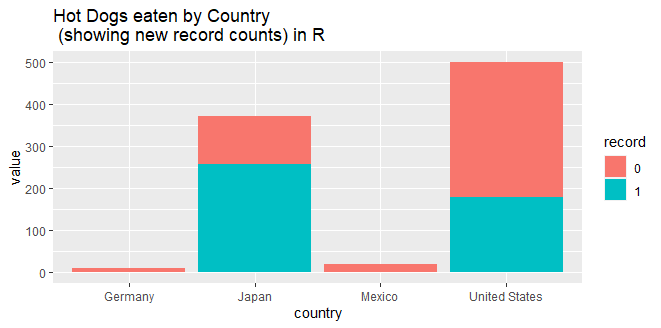 Hot Dogs eaten by Country
(showing new record counts) in R
500
400
300
200
100
0
value
Germany
Japan
Mexico
United States
country
record
0
1